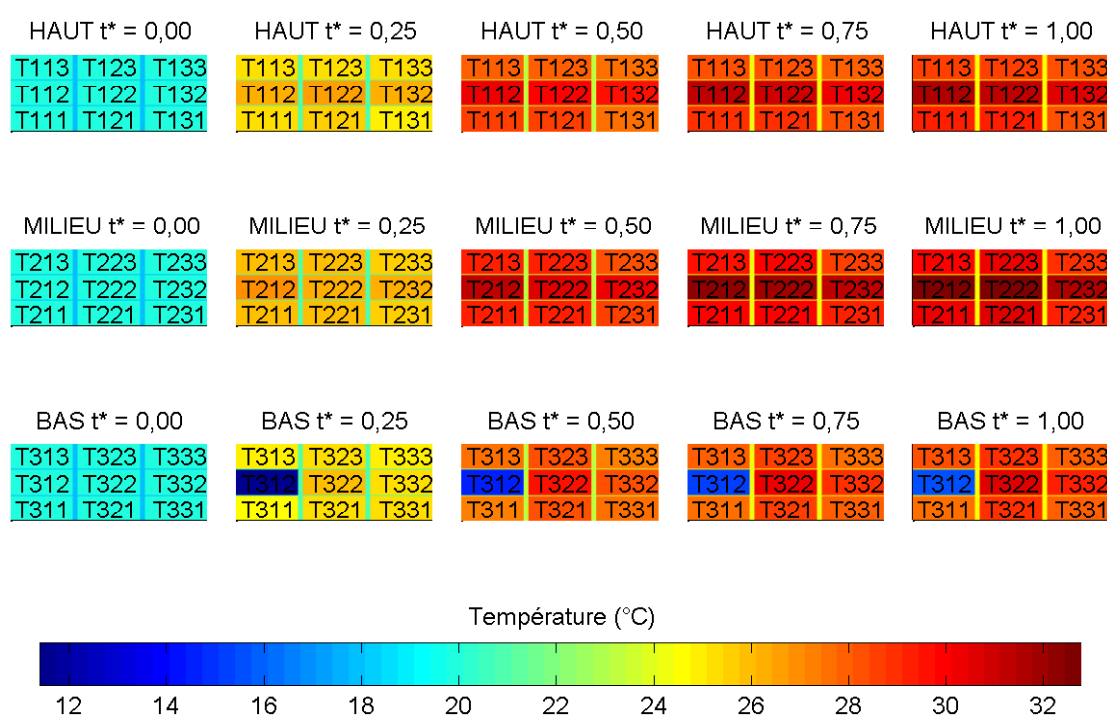 HAUT t* = 0,00 HAUT t* = 0,25 HAUT t* = 0,50 HAUT t* = 0,75 HAUT t* = 1,00
T113 T123 T133 T113 T123 T133 T113 T123 T133 T113 T123 T133 T113 T123 T133
T112 T122 T132 T112 T122 T132 T112 T122 T132 T112 T122 T132 T112 T122 T132
T111 T121 T131 T111 T121 T131 T111 T121 T131 T111 T121 T131 T111 T121 T131
MILIEU t* = 0,00 MILIEU t* = 0,25 MILIEU t* = 0,50 MILIEU t* = 0,75 MILIEU t* = 1,00
T213 T223 T233 T213 T223 T233 T213 T223 T233 T213 T223 T233 T213 T223 T233
T212 T222 T232 T212 T222 T232 T212 T222 T232 T212 T222 T232 T212 T222 T232
T211 T221 T231 T211 T221 T231 T211 T221 T231 T211 T221 T231 T211 T221 T231
BAS t* = 0,00 BAS t* = 0,25 BAS t* = 0,50 BAS t* = 0,75 BAS t* = 1,00
T313 T323 T333 T313 T323 T333 T313 T323 T333 T313 T323 T333 T313 T323 T333
T312 T322 T332 T312 T322 T332 T312 T322 T332 T312 T322 T332 T312 T322 T332
T311 T321 T331 T311 T321 T331 T311 T321 T331 T311 T321 T331 T311 T321 T331
Température (°C)
12 14 16 18 20 22 24 26 28 30 32